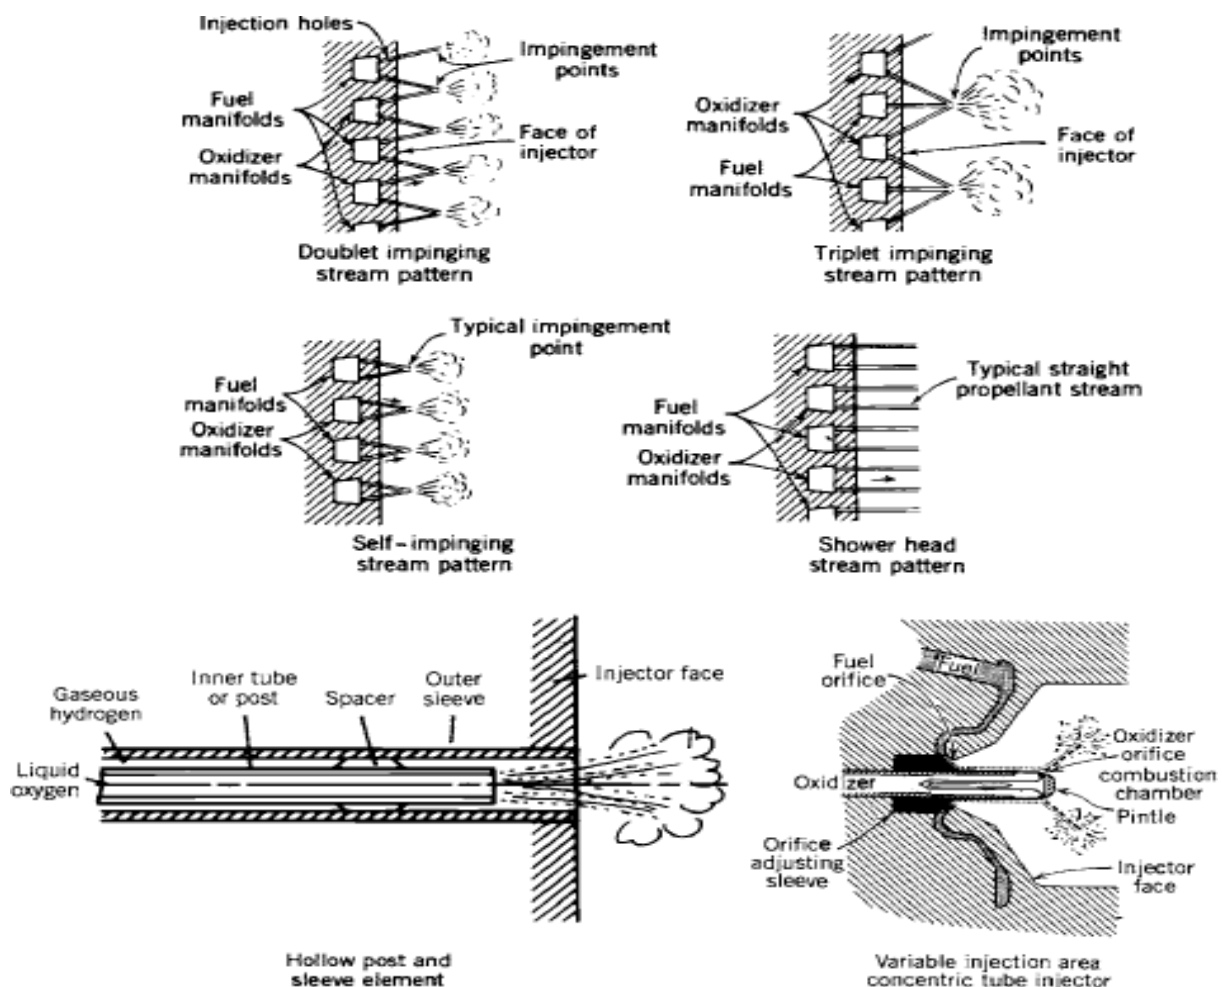 Injection holes
Impingement
points
Fuel
manifolds
Oxidizer
manifolds
Face of
injector
Doublet impinging
stream pattern
Impingement
points
Oxidizer
manifolds
Face of
injector
Fuel
manifolds
Triplet impinging
stream pattern
Typical impingement
point
Fuel
manifolds
Oxidizer
manifolds
Self-impinging
stream pattern
Typical straight
propellant stream
Fuel
manifolds
Oxidizer
manifolds
Shower head
stream pattern
Gaseous
hydrogen
Inner tube
or post
Spacer
Outer
sleeve
Injector face
Liquid
oxygen
Hollow post and
sleeve element
Fuel
orifice
Fuel
Oxidizer
orifice
combustion
chamber
Pintle
Oxidizer
Orifice
adjusting
sleeve
Injector
face
Variable injection area
concentric tube injector